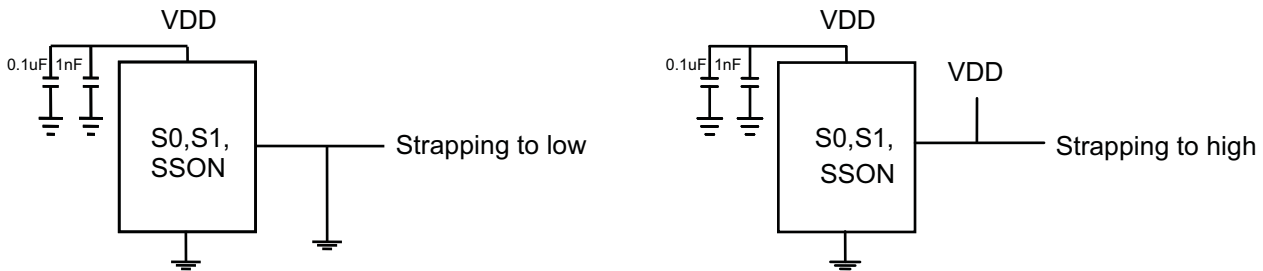 VDD
0.1uF 1nF
S0,S1,
SSON
Strapping to low
VDD
0.1uF 1nF
VDD
S0,S1,
SSON
Strapping to high